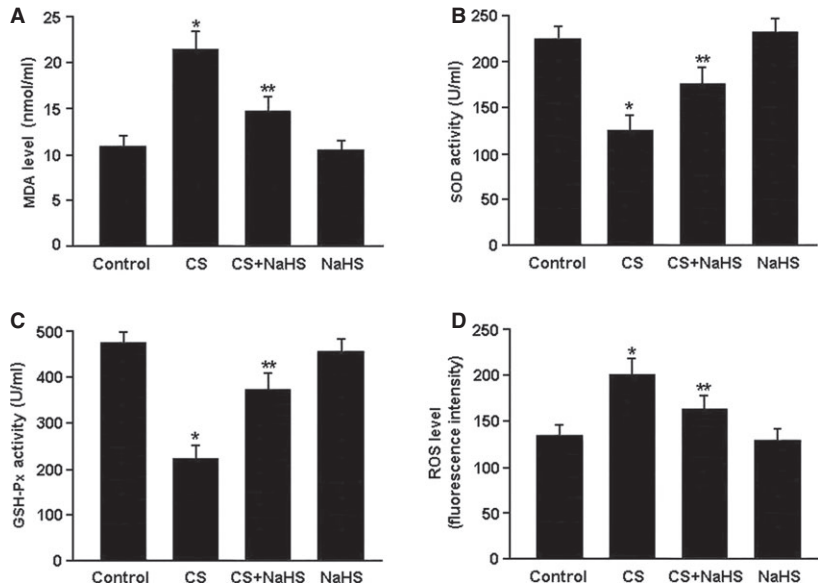 A
MDA level (nmol/ml)
25
20
15
10
5
0
*
**
Control CS CS+NaHS NaHS
B
SOD activity (U/ml)
250
200
150
100
50
0
*
**
Control CS CS+NaHS NaHS
C
GSH-Px activity (U/ml)
500
400
300
200
100
0
*
**
Control CS CS+NaHS NaHS
D
ROS level
(fluorescence intensity)
250
200
150
100
50
0
*
**
Control CS CS+NaHS NaHS